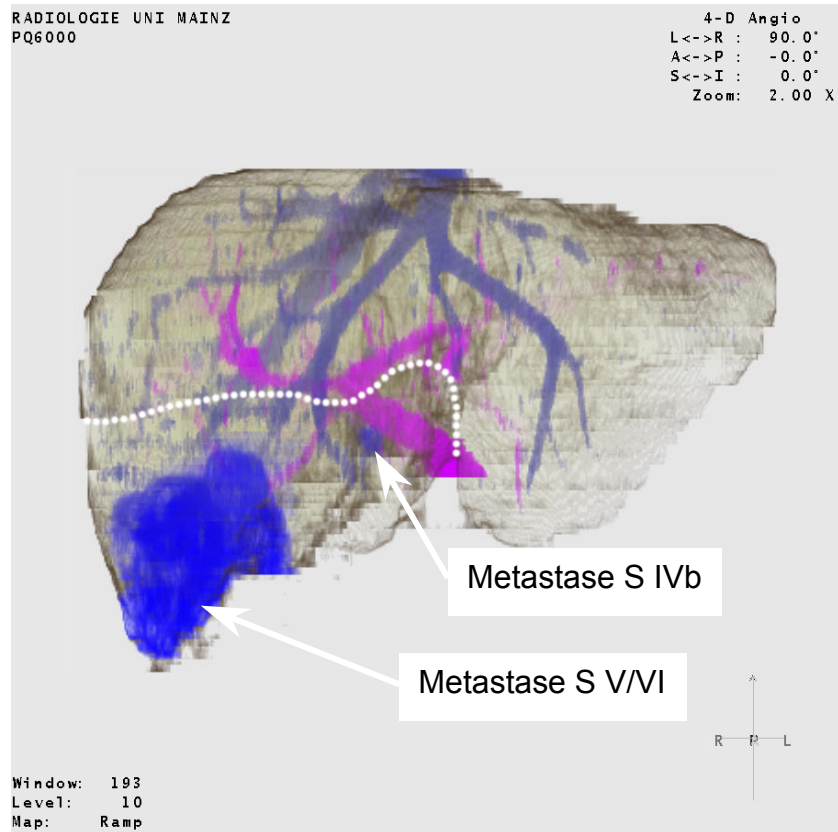 RADIOLOGIE UNI MAINZ
PQ6000
4-D Angio
L<->R : 90.0°
A<->P : -0.0°
S<->I : 0.0°
Zoom: 2.00 X
Metastase S IVb
Metastase S V/VI
R L
Window: 193
Level: 10
Map: Ramp